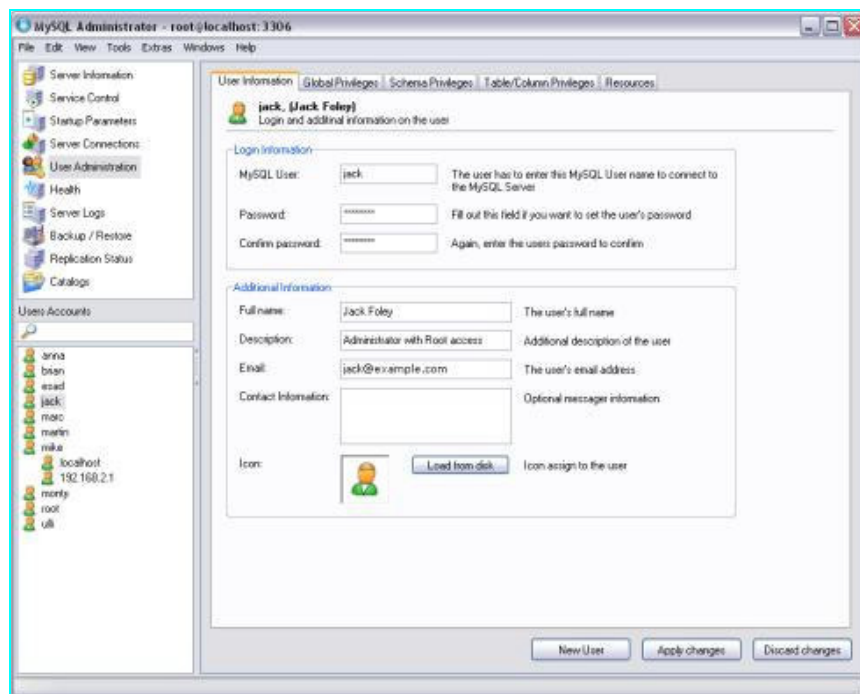 MySQL Administrator - root@localhost:3306
File Edit View Tools Extras Windows Help
Server Information
Service Control
Startup Parameters
Server Connections
User Administration
Health
Server Logs
Backup / Restore
Replication Status
Catalogs
Users Accounts
anna
brian
esad
jack
marc
martin
mike
localhost
192.168.2.1
monty
root
ulli
User Information Global Privileges Schema Privileges Table/Column Privileges Resources
jack, (Jack Foley)
Login and additinal information on the user
Login Information
MySQL User: jack The user has to enter this MySQL User name to connect to
the MySQL Server
Password: ******** Fill out this field if you want to set the user's password
Confirm password: ******** Again, enter the users password to confirm
Additional Information
Full name: Jack Foley The user's full name
Description: Administrator with Root access Additional description of the user
Email: jack@example.com The user's email address
Contact Information: Optional messager information
Icon: Load from disk Icon assign to the user
New User Apply changes Discard changes